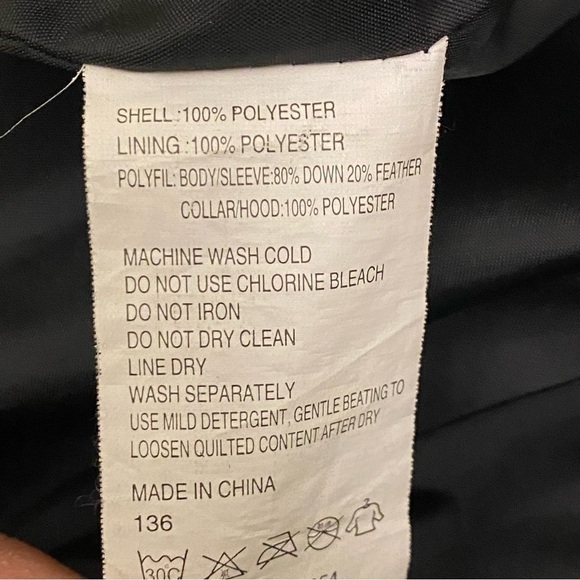 SHELL :100% POLYESTER
LINING :100% POLYESTER
POLYFIL: BODY/SLEEVE:80% DOWN 20% FEATHER
COLLAR/HOOD:100% POLYESTER
MACHINE WASH COLD
DO NOT USE CHLORINE BLEACH
DO NOT IRON
DO NOT DRY CLEAN
LINE DRY
WASH SEPARATELY
USE MILD DETERGENT, GENTLE BEATING TO
LOOSEN QUILTED CONTENT AFTER DRY
MADE IN CHINA
136
30C